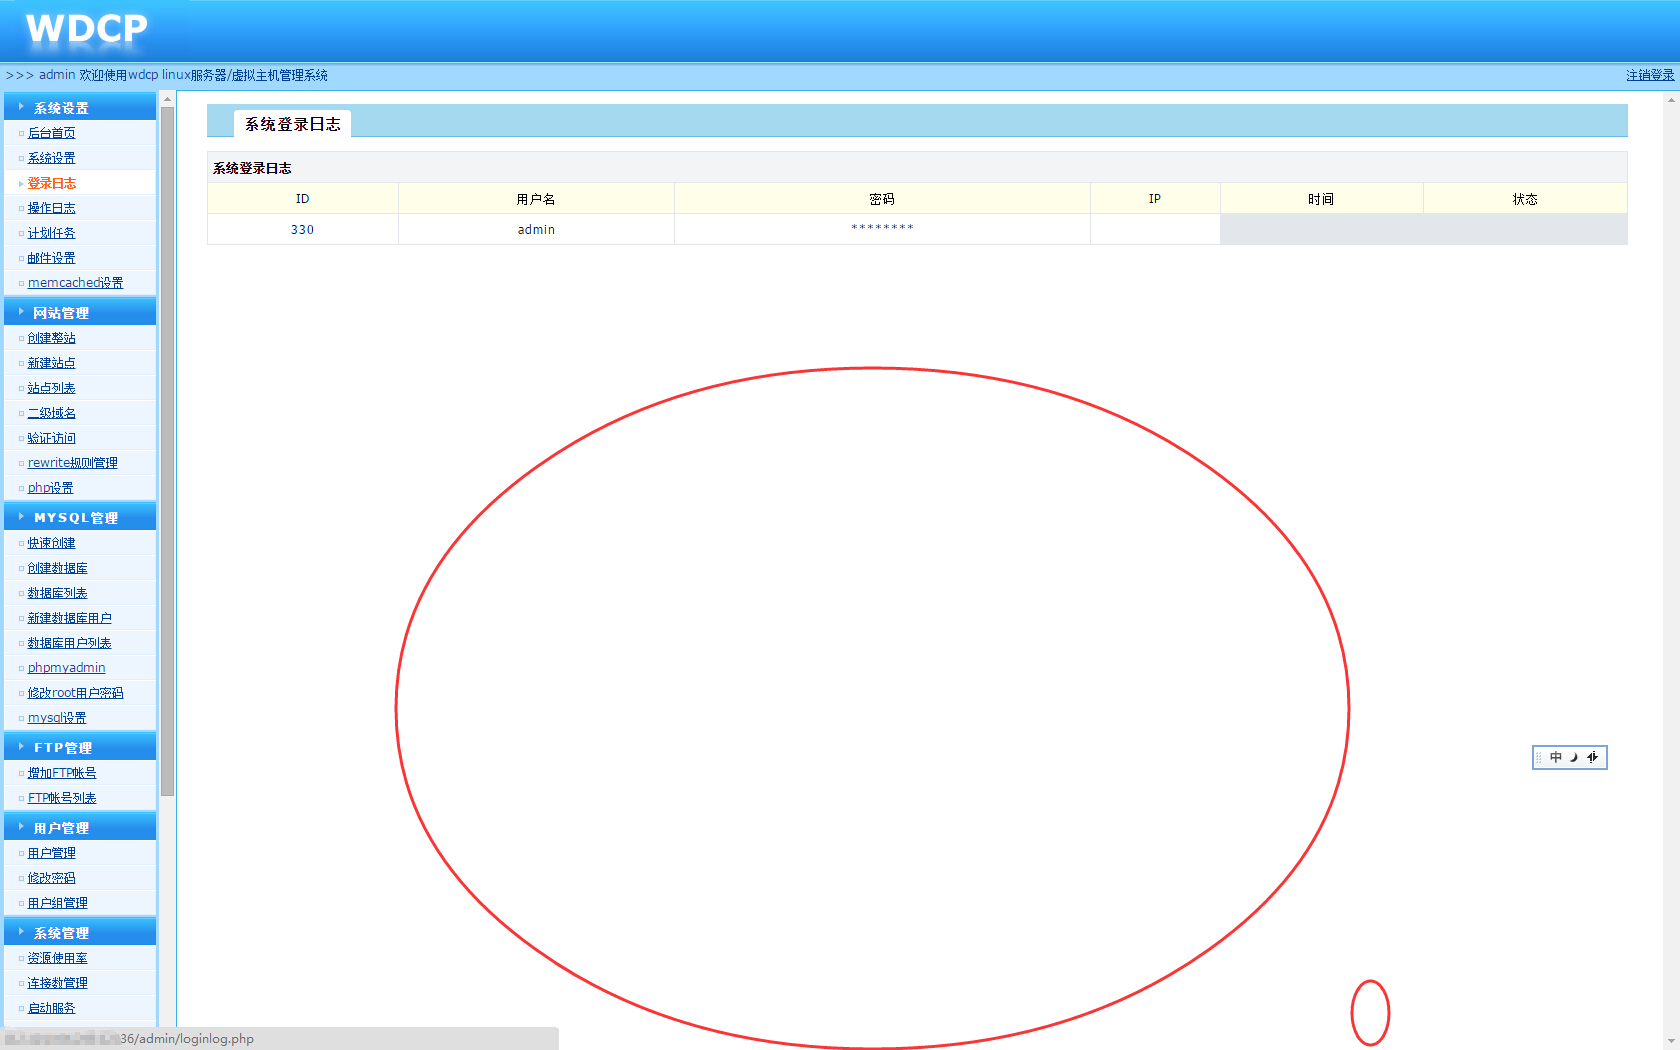 WDCP
>>> admin 欢迎使用wdcp linux服务器/虚拟主机管理系统
注销登录
系统设置
后台首页
系统设置
登录日志
操作日志
计划任务
邮件设置
memcached设置
网站管理
创建整站
新建站点
站点列表
二级域名
验证访问
rewrite规则管理
php设置
MYSQL管理
快速创建
创建数据库
数据库列表
新建数据库用户
数据库用户列表
phpmyadmin
修改root用户密码
mysql设置
FTP管理
增加FTP帐号
FTP帐号列表
用户管理
用户管理
修改密码
用户组管理
系统管理
资源使用率
连接数管理
启动服务
系统登录日志
系统登录日志
ID 用户名 密码 IP 时间 状态
330 admin ********
中
36/admin/loginlog.php